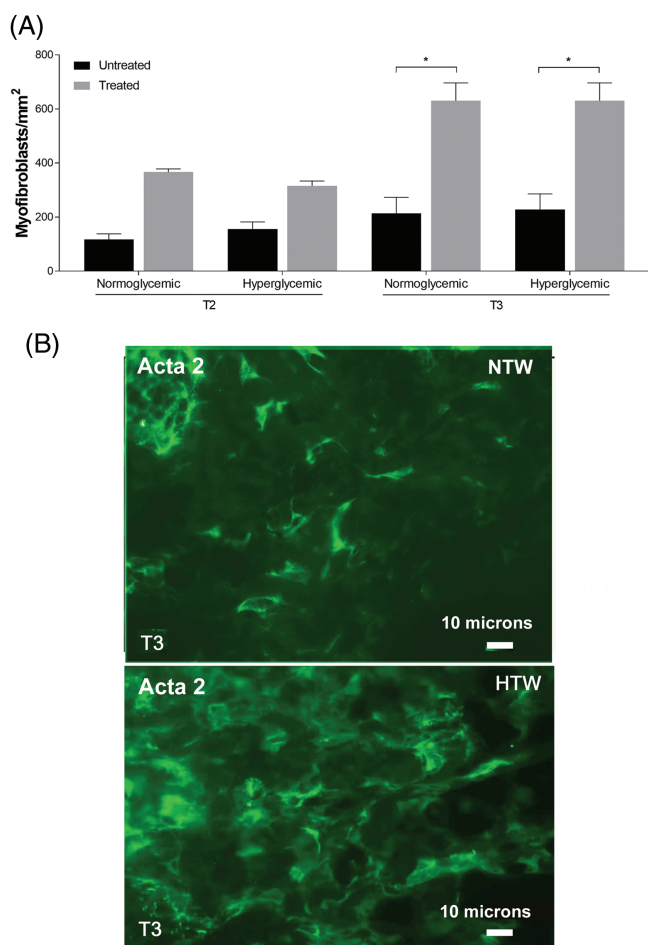 (A)
800
600
400
200
0
Myofibroblasts/mm²
Untreated
Treated
*
*
Normoglycemic
Hyperglycemic
Normoglycemic
Hyperglycemic
T2
T3
(B)
Acta 2
NTW
T3
10 microns
Acta 2
HTW
T3
10 microns